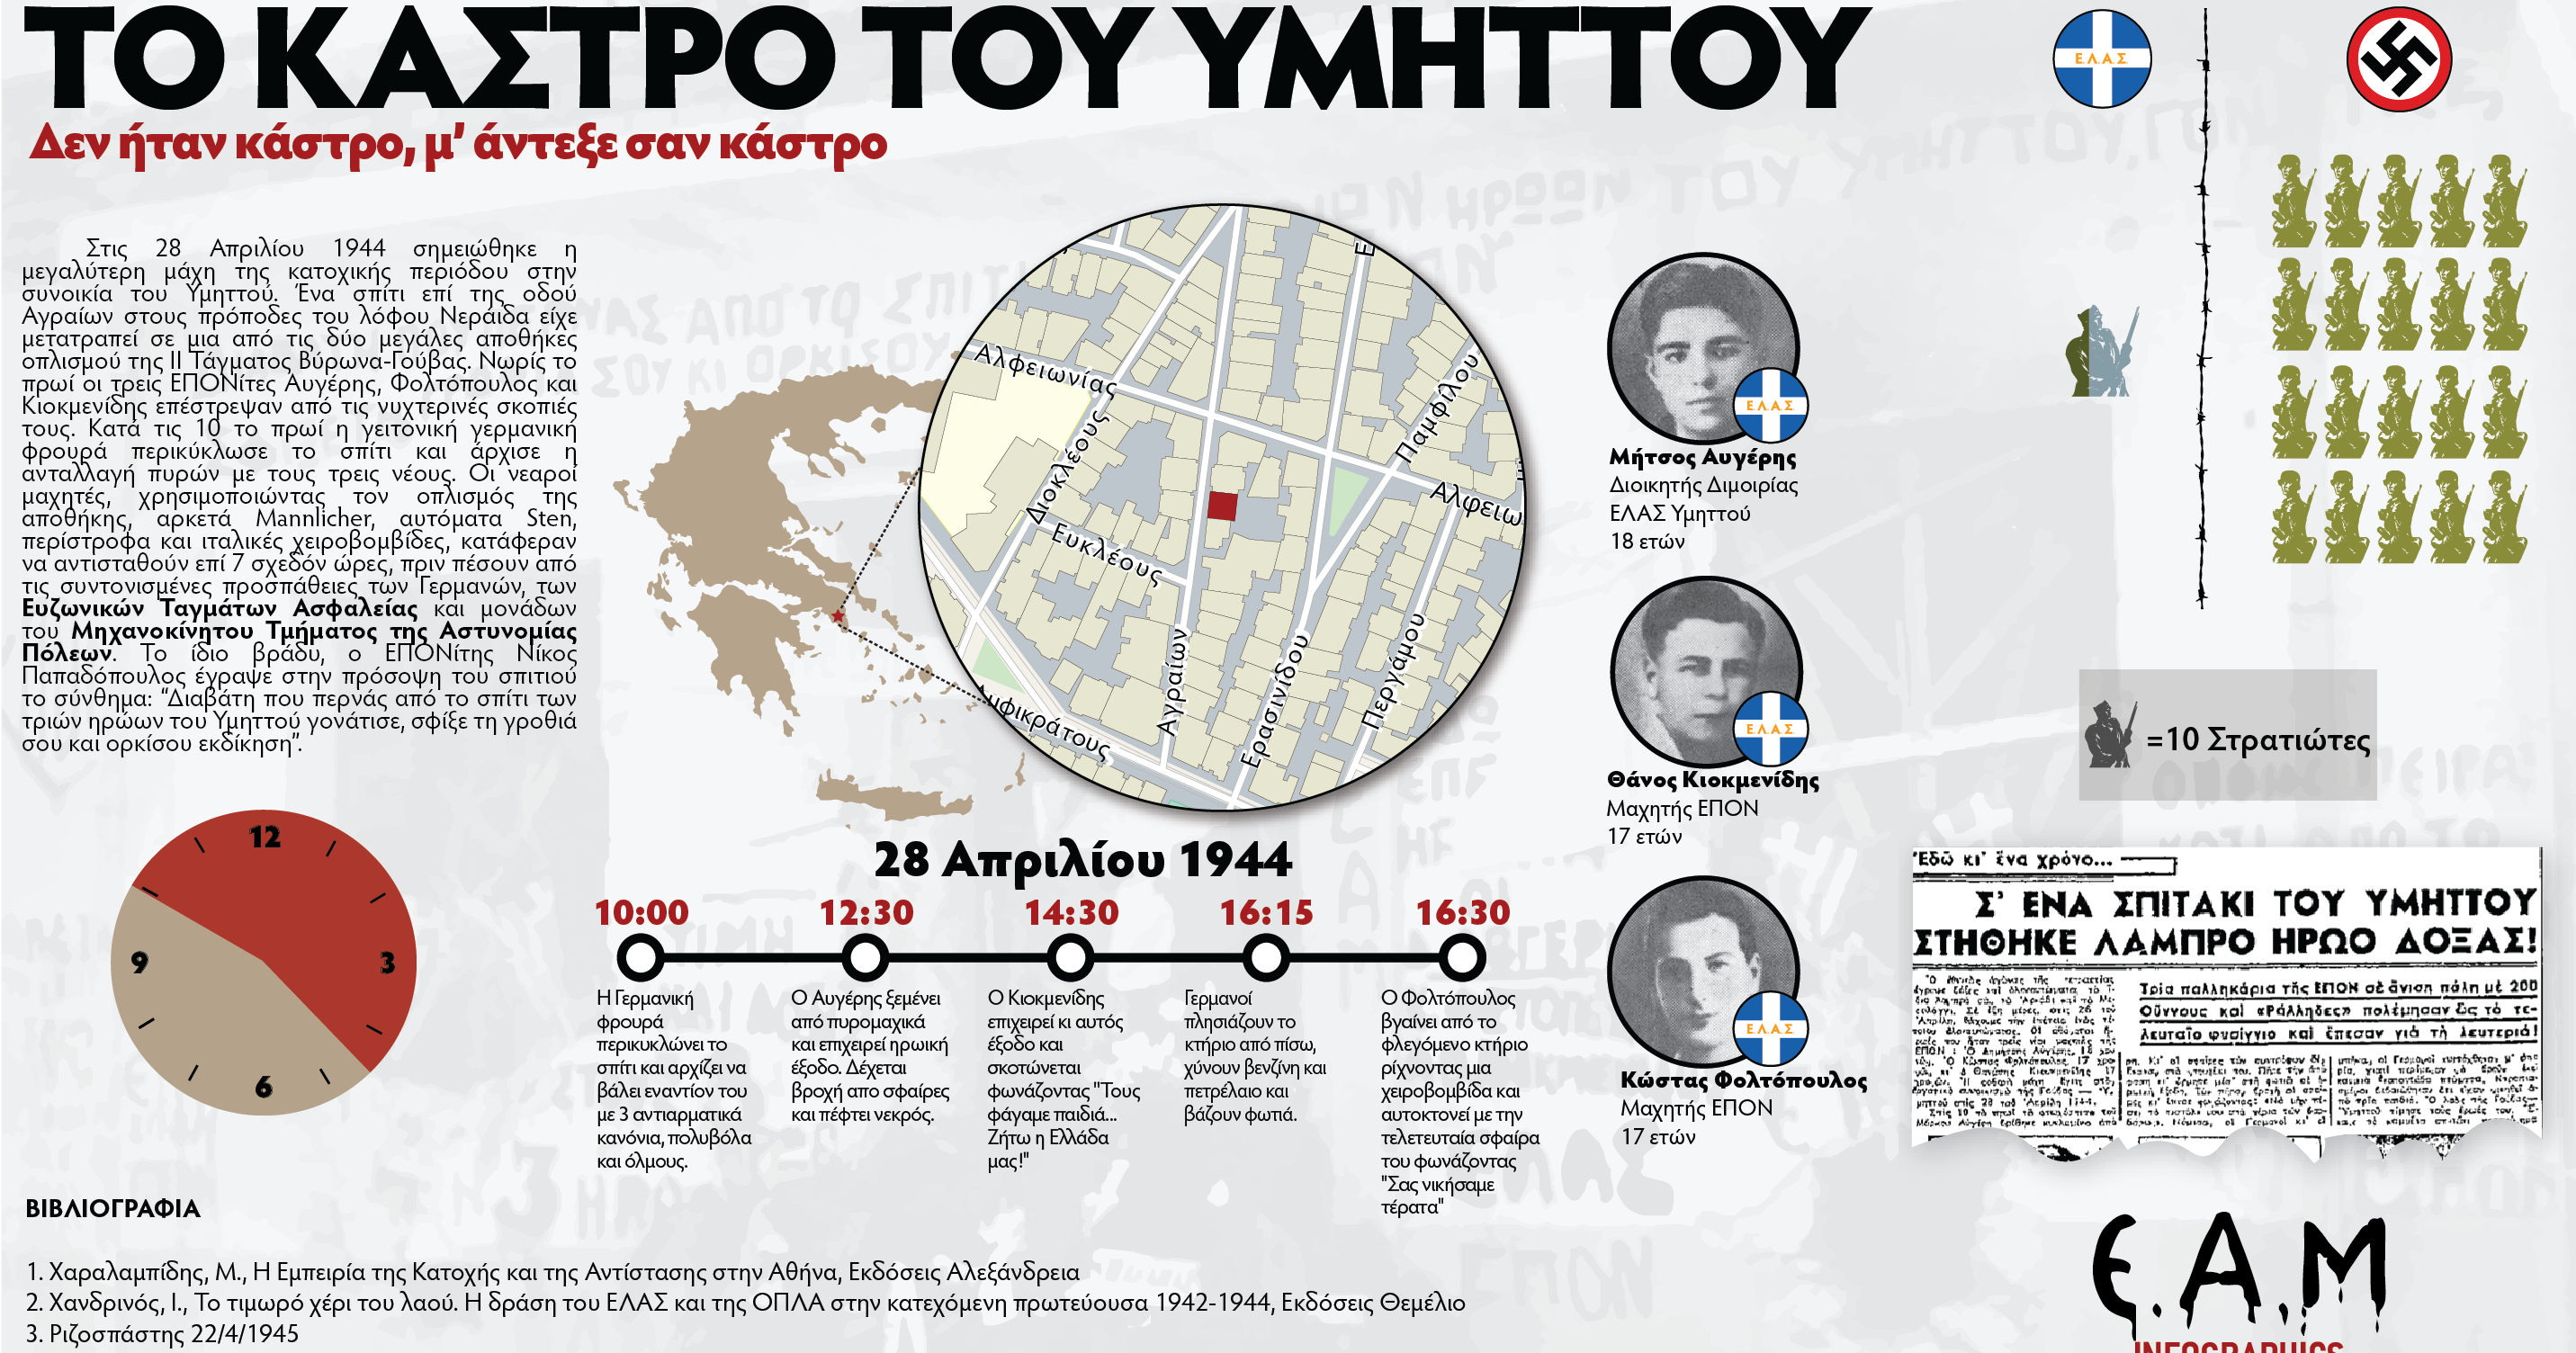 ΤΟ ΚΑΣΤΡΟ ΤΟΥ ΥΜΗΤΤΟΥ
Δεν ήταν κάστρο, μ' άντεξε σαν κάστρο
Ε.Λ.Α.Σ
Στις 28 Απριλίου 1944 σημειώθηκε η
μεγαλύτερη μάχη της κατοχικής περιόδου στην
συνοικία του Υμηττού. Ένα σπίτι επί της οδού
Αγραίων στους πρόποδες του λόφου Νεράιδα είχε
μετατραπεί σε μια από τις δύο μεγάλες αποθήκες
οπλισμού της ΙΙ Τάγματος Βύρωνα-Γούβας. Νωρίς το
πρωί οι τρεις ΕΠΟΝίτες Αυγέρης, Φολτόπουλος και
Κιοκμενίδης επέστρεψαν από τις νυχτερινές σκοπιές
τους. Κατά τις 10 το πρωί η γειτονική γερμανική
φρουρά περικύκλωσε το σπίτι και άρχισε η
ανταλλαγή πυρών με τους τρεις νέους. Οι νεαροί
μαχητές, χρησιμοποιώντας τον οπλισμός της
αποθήκης, αρκετά Mannlicher, αυτόματα Sten,
περίστροφα και ιταλικές χειροβομβίδες, κατάφεραν
να αντισταθούν επί 7 σχεδόν ώρες, πριν πέσουν από
τις συντονισμένες προσπάθειες των Γερμανών, των
Ευζωνικών Ταγμάτων Ασφαλείας και μονάδων
του Μηχανοκίνητου Τμήματος της Αστυνομίας
Πόλεων. Το ίδιο βράδυ, ο ΕΠΟΝίτης Νίκος
Παπαδόπουλος έγραψε στην πρόσοψη του σπιτιού
το σύνθημα: “Διαβάτη που περνάς από το σπίτι των
τριών ηρώων του Υμηττού γονάτισε, σφίξε τη γροθιά
σου και ορκίσου εκδίκηση”.
Αλφειωνίας
Διοκλέους
Ευκλέους
Αγραίων
Ερασινίδου
Περγάμου
Παμφίλου
Αλφειω
μφικράτους
Ε
Ε.Λ.Α.Σ
Μήτσος Αυγέρης
Διοικητής Διμοιρίας
ΕΛΑΣ Υμηττού
18 ετών
Ε.Λ.Α.Σ
Θάνος Κιοκμενίδης
Μαχητής ΕΠΟΝ
17 ετών
Ε.Λ.Α.Σ
Κώστας Φολτόπουλος
Μαχητής ΕΠΟΝ
17 ετών
=10 Στρατιώτες
12
3
6
9
28 Απριλίου 1944
10:00
Η Γερμανική
φρουρά
περικυκλώνει το
σπίτι και αρχίζει να
βάλει εναντίον του
με 3 αντιαρματικά
κανόνια, πολυβόλα
και όλμους.
12:30
Ο Αυγέρης ξεμένει
από πυρομαχικά
και επιχειρεί ηρωική
έξοδο. Δέχεται
βροχή απο σφαίρες
και πέφτει νεκρός.
14:30
Ο Κιοκμενίδης
επιχειρεί κι αυτός
έξοδο και
σκοτώνεται
φωνάζοντας "Τους
φάγαμε παιδιά...
Ζήτω η Ελλάδα
μας!"
16:15
Γερμανοί
πλησιάζουν το
κτήριο από πίσω,
χύνουν βενζίνη και
πετρέλαιο και
βάζουν φωτιά.
16:30
Ο Φολτόπουλος
βγαίνει από το
φλεγόμενο κτήριο
ρίχνοντας μια
χειροβομβίδα και
αυτοκτονεί με την
τελετευταία σφαίρα
του φωνάζοντας
"Σας νικήσαμε
τέρατα"
Ἐδῶ κι' ἕνα χρόνο...
Σ' ΕΝΑ ΣΠΙΤΑΚΙ ΤΟΥ ΥΜΗΤΤΟΥ
ΣΤΗΘΗΚΕ ΛΑΜΠΡΟ ΗΡΩΟ ΔΟΞΑΣ!
Τρία παλληκάρια τῆς ΕΠΟΝ σὲ ἄνιση πάλη μὲ 200
Οὕννους καὶ «Ράλληδες» πολέμησαν ὣς τὸ τε-
λευταῖο φυσίγγιο καὶ ἔπεσαν γιὰ τὴ λευτεριά!
ΒΙΒΛΙΟΓΡΑΦΙΑ
1. Χαραλαμπίδης, Μ., Η Εμπειρία της Κατοχής και της Αντίστασης στην Αθήνα, Εκδόσεις Αλεξάνδρεια
2. Χανδρινός, Ι., Το τιμωρό χέρι του λαού. Η δράση του ΕΛΑΣ και της ΟΠΛΑ στην κατεχόμενη πρωτεύουσα 1942-1944, Εκδόσεις Θεμέλιο
3. Ριζοσπάστης 22/4/1945
Ε.Α.Μ
INFOGRAPHICS